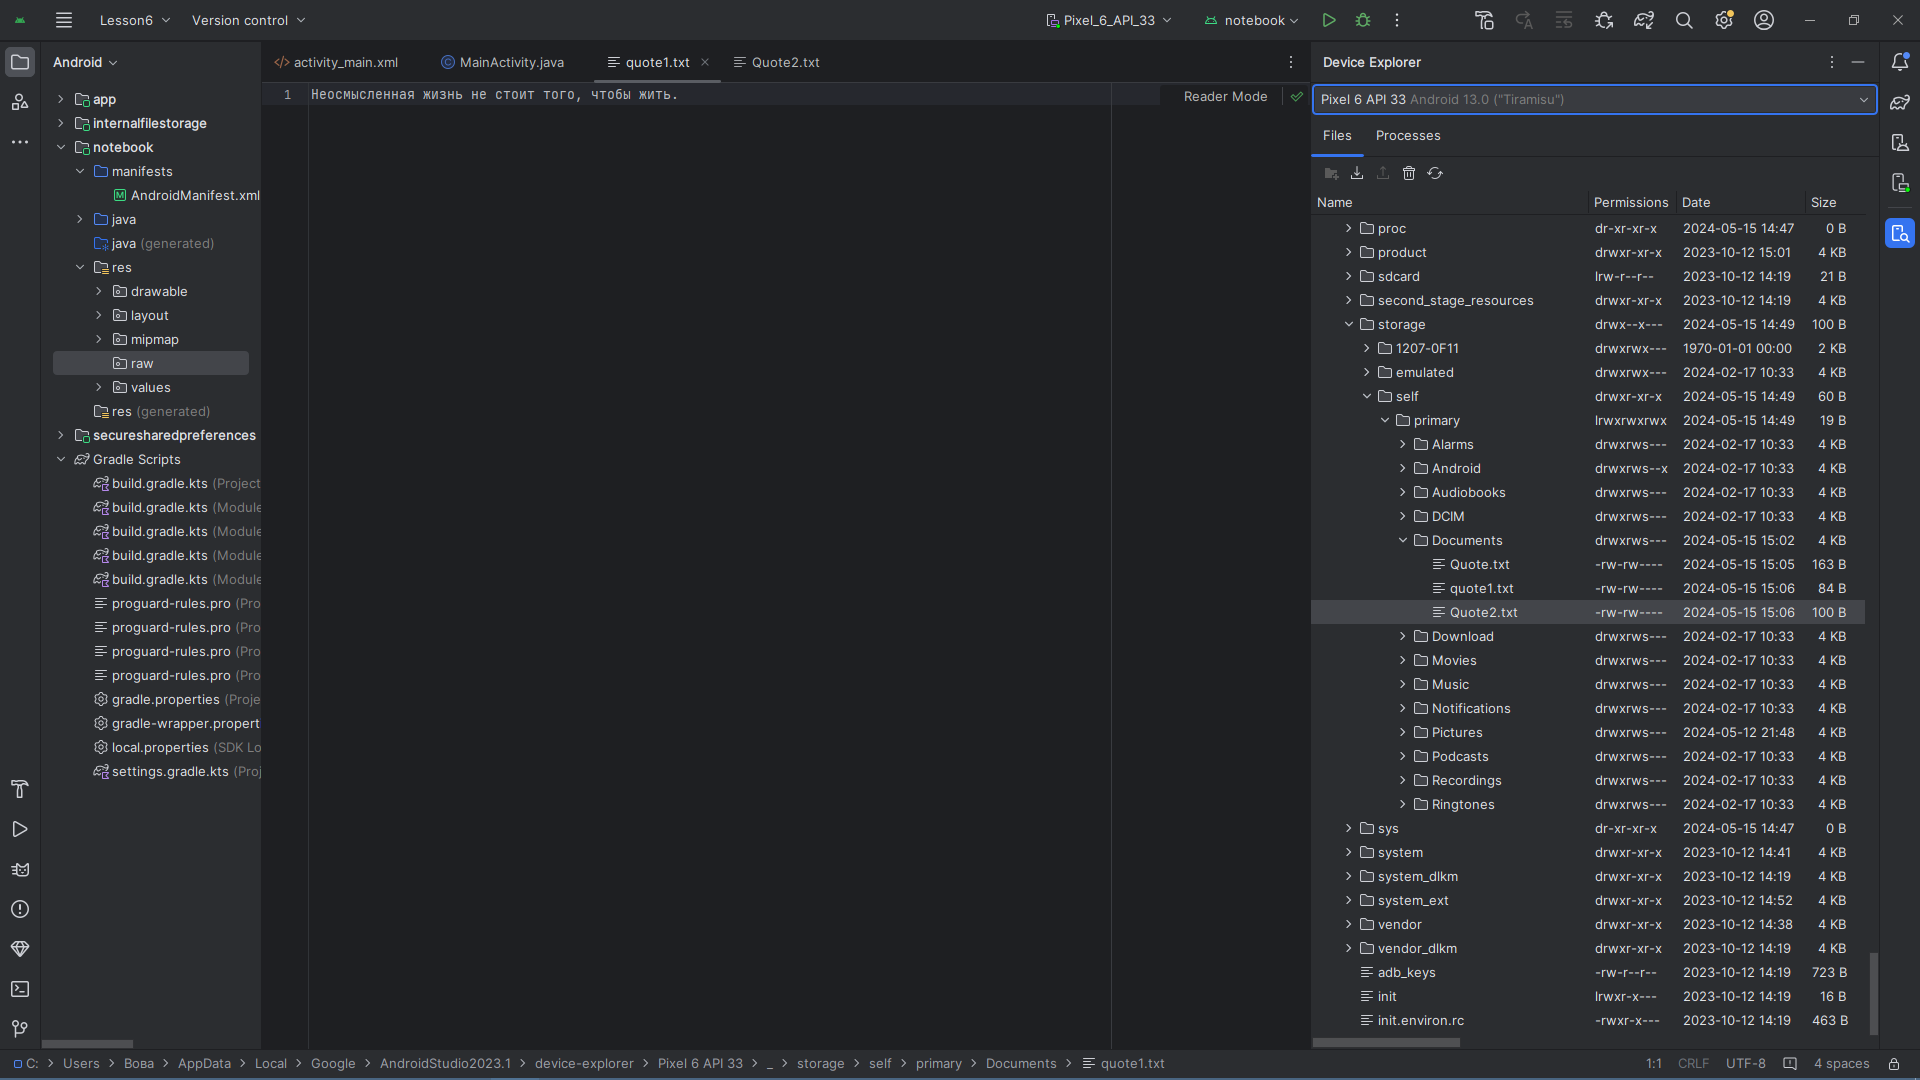 Lesson6 Version control Pixel_6_API_33 notebook
Android
app
internalfilestorage
notebook
manifests
AndroidManifest.xml
java
java (generated)
res
drawable
layout
mipmap
raw
values
res (generated)
securesharedpreferences
Gradle Scripts
build.gradle.kts (Project
build.gradle.kts (Module
build.gradle.kts (Module
build.gradle.kts (Module
build.gradle.kts (Module
proguard-rules.pro (Pro
proguard-rules.pro (Pro
proguard-rules.pro (Pro
proguard-rules.pro (Pro
gradle.properties (Proje
gradle-wrapper.propert
local.properties (SDK Lo
settings.gradle.kts (Proj
activity_main.xml MainActivity.java quote1.txt Quote2.txt
1 Неосмысленная жизнь не стоит того, чтобы жить.
Reader Mode
Device Explorer
Pixel 6 API 33 Android 13.0 ("Tiramisu")
Files Processes
Name Permissions Date Size
proc dr-xr-xr-x 2024-05-15 14:47 0 B
product drwxr-xr-x 2023-10-12 15:01 4 KB
sdcard lrw-r--r-- 2023-10-12 14:19 21 B
second_stage_resources drwxr-xr-x 2023-10-12 14:19 4 KB
storage drwx--x--- 2024-05-15 14:49 100 B
1207-0F11 drwxrwx--- 1970-01-01 00:00 2 KB
emulated drwxrwx--- 2024-02-17 10:33 4 KB
self drwxr-xr-x 2024-05-15 14:49 60 B
primary lrwxrwxrwx 2024-05-15 14:49 19 B
Alarms drwxrws--- 2024-02-17 10:33 4 KB
Android drwxrws--x 2024-02-17 10:33 4 KB
Audiobooks drwxrws--- 2024-02-17 10:33 4 KB
DCIM drwxrws--- 2024-02-17 10:33 4 KB
Documents drwxrws--- 2024-05-15 15:02 4 KB
Quote.txt -rw-rw---- 2024-05-15 15:05 163 B
quote1.txt -rw-rw---- 2024-05-15 15:06 84 B
Quote2.txt -rw-rw---- 2024-05-15 15:06 100 B
Download drwxrws--- 2024-02-17 10:33 4 KB
Movies drwxrws--- 2024-02-17 10:33 4 KB
Music drwxrws--- 2024-02-17 10:33 4 KB
Notifications drwxrws--- 2024-02-17 10:33 4 KB
Pictures drwxrws--- 2024-05-12 21:48 4 KB
Podcasts drwxrws--- 2024-02-17 10:33 4 KB
Recordings drwxrws--- 2024-02-17 10:33 4 KB
Ringtones drwxrws--- 2024-02-17 10:33 4 KB
sys dr-xr-xr-x 2024-05-15 14:47 0 B
system drwxr-xr-x 2023-10-12 14:41 4 KB
system_dlkm drwxr-xr-x 2023-10-12 14:19 4 KB
system_ext drwxr-xr-x 2023-10-12 14:52 4 KB
vendor drwxr-xr-x 2023-10-12 14:38 4 KB
vendor_dlkm drwxr-xr-x 2023-10-12 14:19 4 KB
adb_keys -rw-r--r-- 2023-10-12 14:19 723 B
init lrwxr-x--- 2023-10-12 14:19 16 B
init.environ.rc -rwxr-x--- 2023-10-12 14:19 463 B
C: > Users > Вова > AppData > Local > Google > AndroidStudio2023.1 > device-explorer > Pixel 6 API 33 > _ > storage > self > primary > Documents > quote1.txt 1:1 CRLF UTF-8 4 spaces